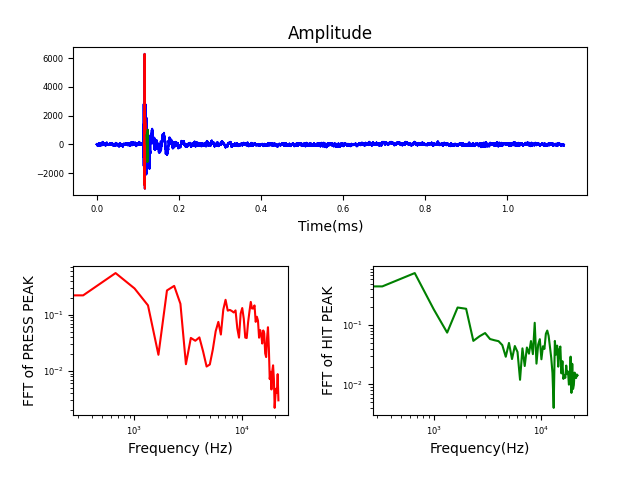 Amplitude
6000
4000
2000
0
−2000
0.0 0.2 0.4 0.6 0.8 1.0
Time(ms)
FFT of PRESS PEAK
10⁻¹
10⁻²
10³ 10⁴
Frequency (Hz)
FFT of HIT PEAK
10⁻¹
10⁻²
10³ 10⁴
Frequency(Hz)